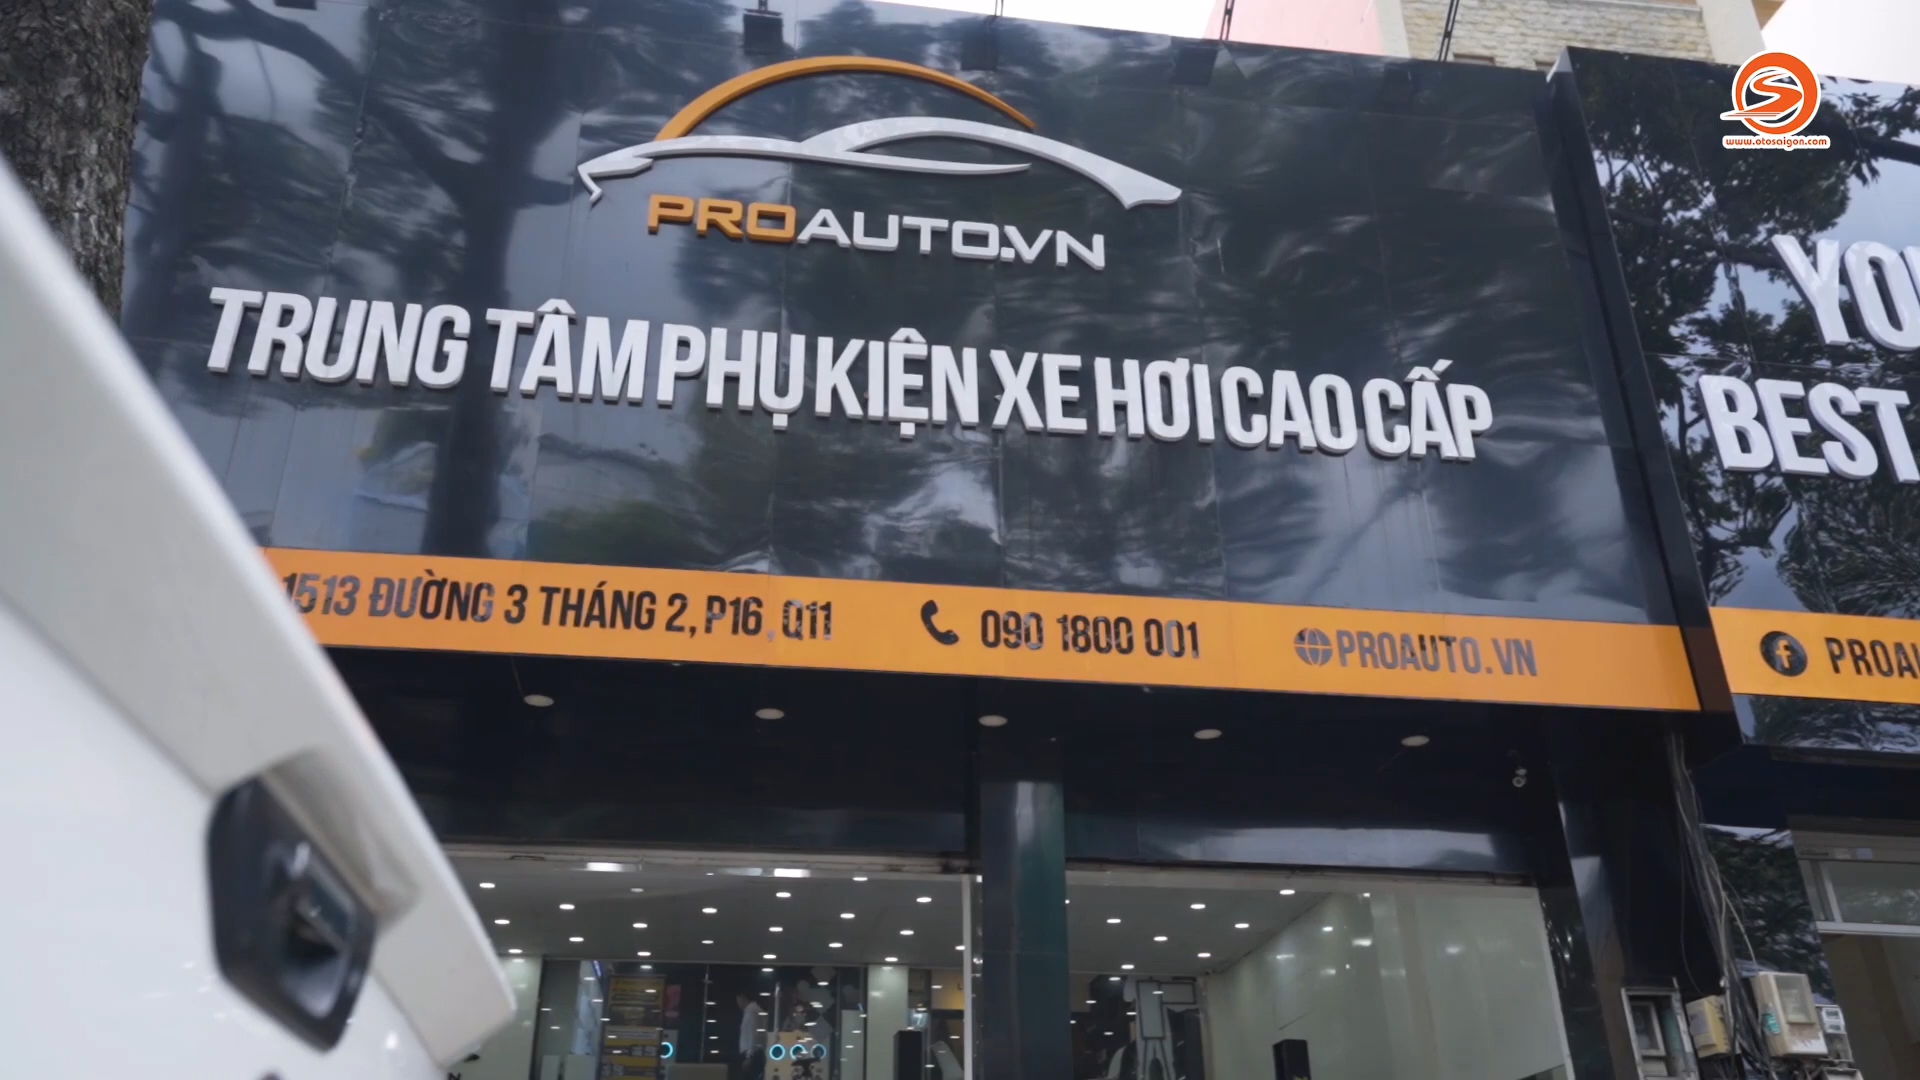 www.otosaigon.com
PROAUTO.VN
TRUNG TÂM PHỤ KIỆN XE HƠI CAO CẤP
1513 ĐƯỜNG 3 THÁNG 2, P16, Q11
090 1800 001
PROAUTO.VN
BEST